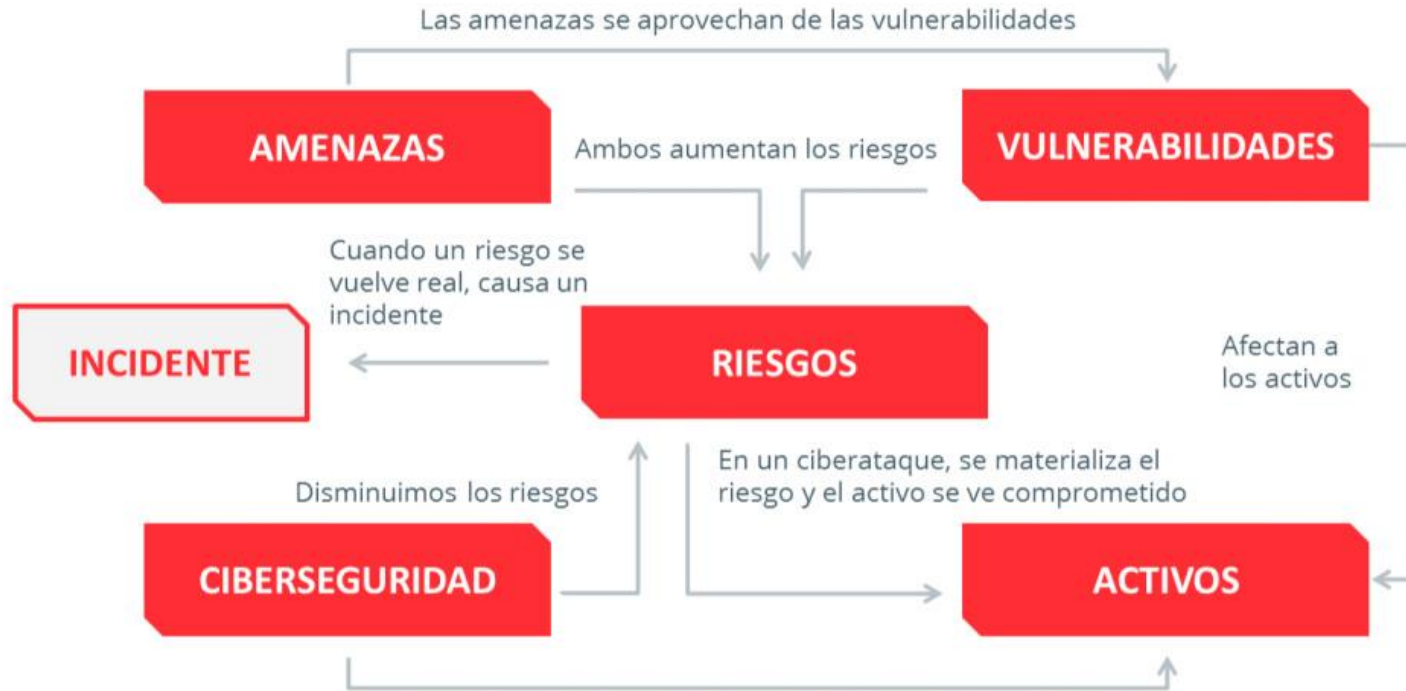 Las amenazas se aprovechan de las vulnerabilidades
AMENAZAS
Ambos aumentan los riesgos
VULNERABILIDADES
Cuando un riesgo se
vuelve real, causa un
incidente
INCIDENTE
RIESGOS
Afectan a
los activos
Disminuimos los riesgos
En un ciberataque, se materializa el
riesgo y el activo se ve comprometido
CIBERSEGURIDAD
ACTIVOS